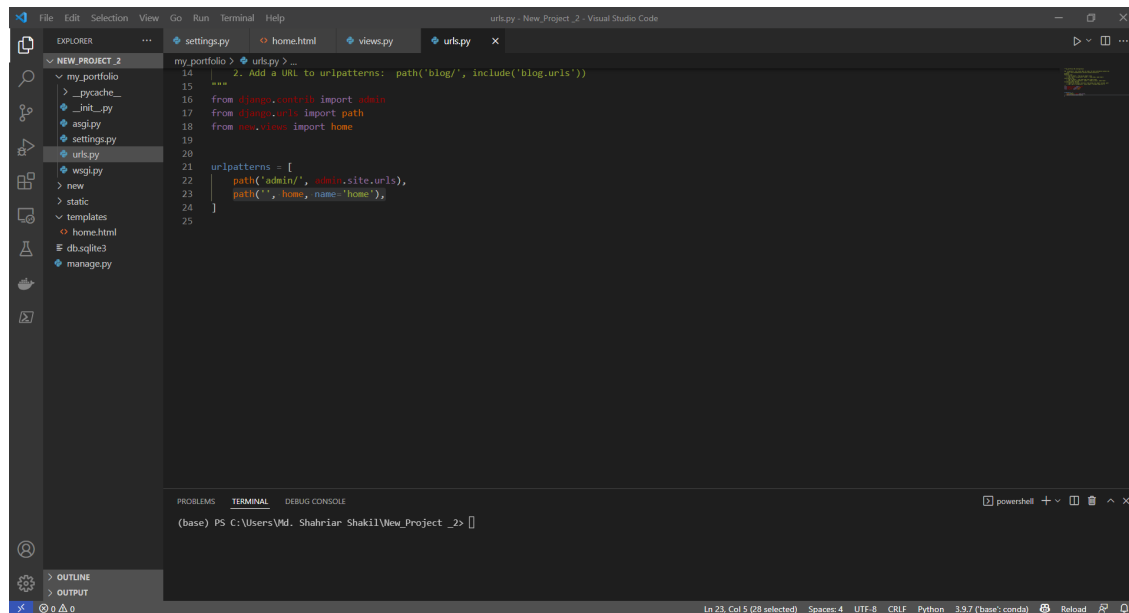 File Edit Selection View Go Run Terminal Help
urls.py - New_Project _2 - Visual Studio Code
EXPLORER
settings.py
home.html
views.py
urls.py
NEW_PROJECT _2
my_portfolio
__pycache__
__init__.py
asgi.py
settings.py
urls.py
wsgi.py
new
static
templates
home.html
db.sqlite3
manage.py
OUTLINE
OUTPUT
my_portfolio > urls.py > ...
14 2. Add a URL to urlpatterns: path('blog/', include('blog.urls'))
15 """
16 from django.contrib import admin
17 from django.urls import path
18 from new.views import home
19
20
21 urlpatterns = [
22 path('admin/', admin.site.urls),
23 path('', home, name='home'),
24 ]
25
PROBLEMS TERMINAL DEBUG CONSOLE
powershell
(base) PS C:\Users\Md. Shahriar Shakil\New_Project _2>
0 0
Ln 23, Col 5 (28 selected) Spaces: 4 UTF-8 CRLF Python 3.9.7 ('base': conda) Reload